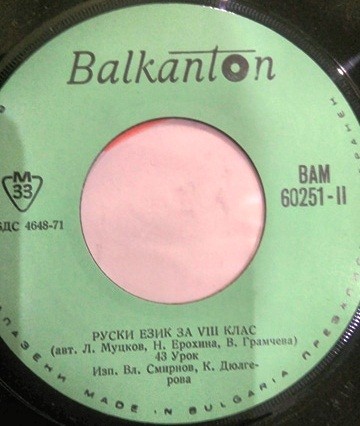 Balkanton
M
33
БДС 4648-71
BAM
60251-II
РУСКИ ЕЗИК ЗА VIII КЛАС
(авт. Л. Муцков, Н. Ерохина, В. Грамчева)
43 Урок
Изп. Вл. Смирнов, К. Дюлге-
рова
MADE IN BULGARIA